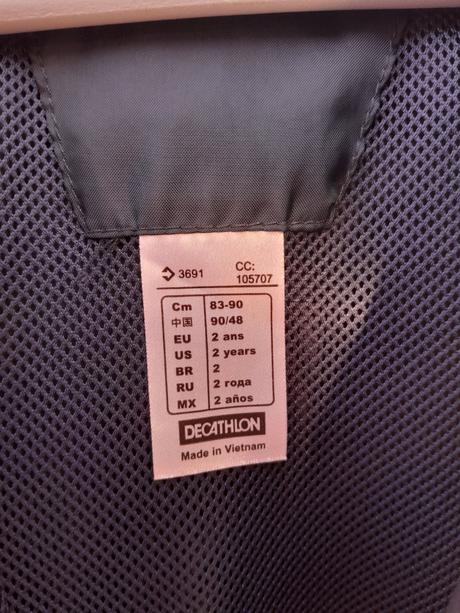 3691 CC: 105707
Cm 83-90
中国 90/48
EU 2 ans
US 2 years
BR 2
RU 2 года
MX 2 años
DECATHLON
Made in Vietnam